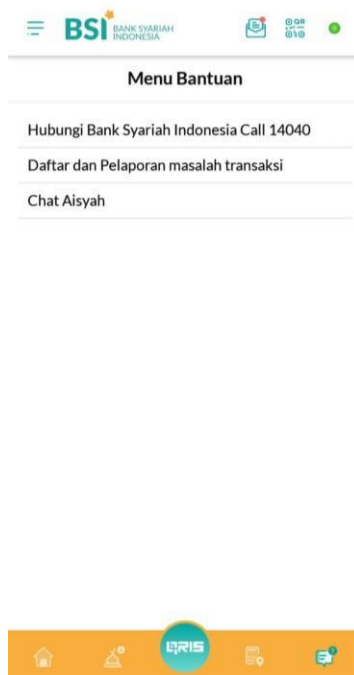 BSI BANK SYARIAH
INDONESIA
QR
Menu Bantuan
Hubungi Bank Syariah Indonesia Call 14040
Daftar dan Pelaporan masalah transaksi
Chat Aisyah
QRIS